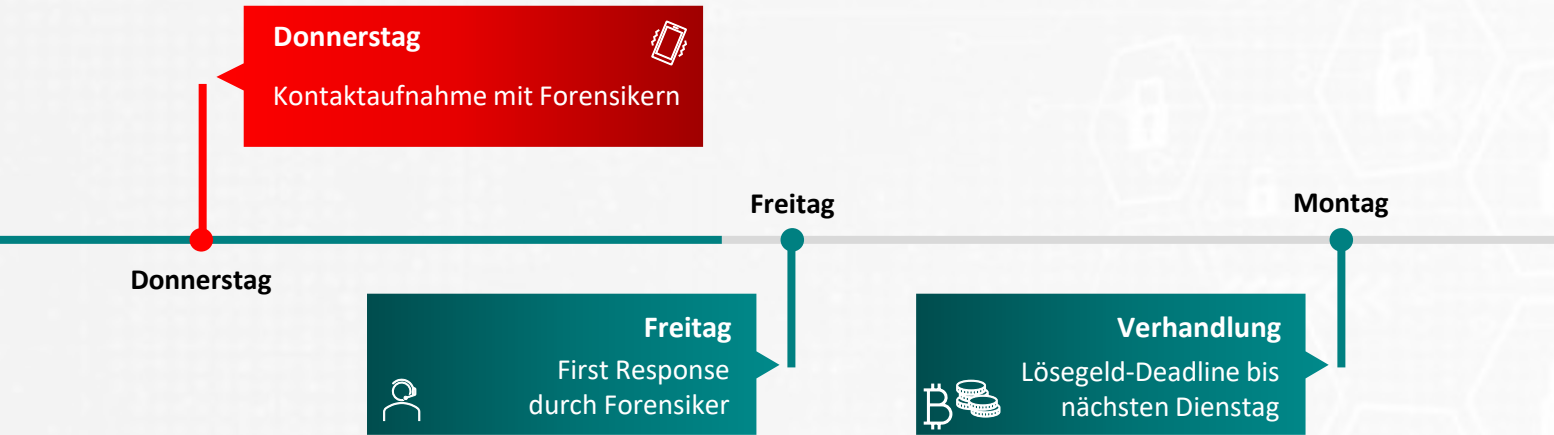 Donnerstag
Kontaktaufnahme mit Forensikern
Freitag
Montag
Donnerstag
Freitag
First Response
durch Forensiker
Verhandlung
Lösegeld-Deadline bis
nächsten Dienstag